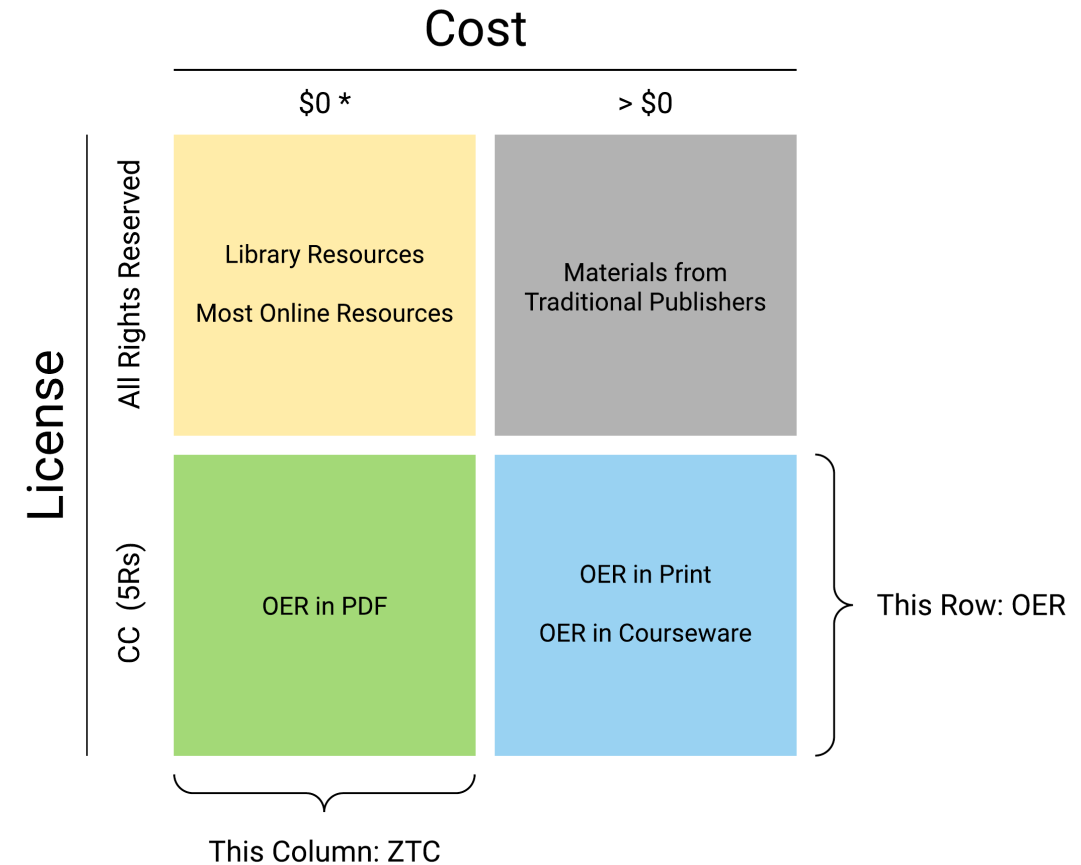 Cost
$0 *
> $0
License
All Rights Reserved
Library Resources
Most Online Resources
Materials from
Traditional Publishers
CC (5Rs)
OER in PDF
OER in Print
OER in Courseware
This Row: OER
This Column: ZTC